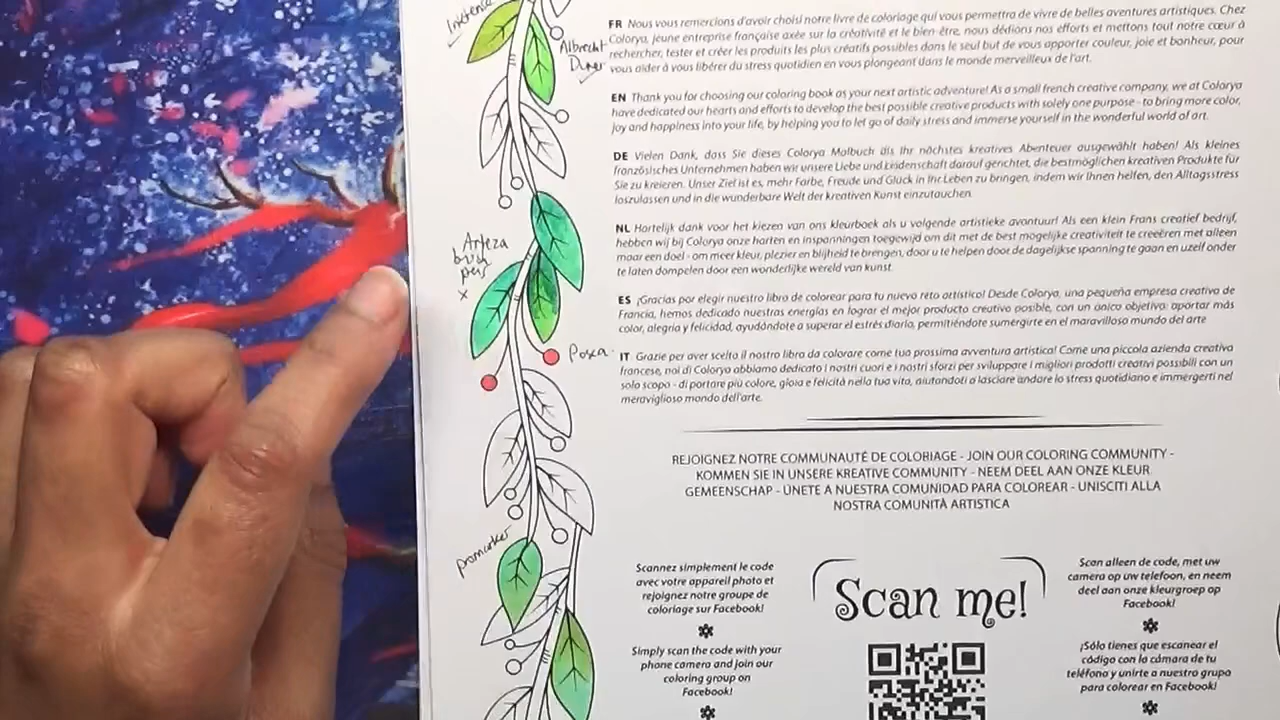 Inktense
Albrecht
Durer
FR Nous vous remercions d'avoir choisi notre livre de coloriage qui vous permettra de vivre de belles aventures artistiques. Chez
Colorya, jeune entreprise française axée sur la créativité et le bien-être, nous dédions nos efforts et mettons tout notre cœur à
rechercher, tester et créer les produits les plus créatifs possibles dans le seul but de vous apporter couleur, joie et bonheur, pour
vous aider à vous libérer du stress quotidien en vous plongeant dans le monde merveilleux de l'art.
EN Thank you for choosing our coloring book as your next artistic adventure! As a small french creative company, we at Colorya
have dedicated our hearts and efforts to develop the best possible creative products with solely one purpose - to bring more color,
joy and happiness into your life, by helping you to let go of daily stress and immerse yourself in the wonderful world of art.
DE Vielen Dank, dass Sie dieses Colorya Malbuch als Ihr nächstes kreatives Abenteuer ausgewählt haben! Als kleines
französisches Unternehmen haben wir unsere Liebe und Leidenschaft darauf gerichtet, die bestmöglichen kreativen Produkte für
Sie zu kreieren. Unser Ziel ist es, mehr Farbe, Freude und Glück in Ihr Leben zu bringen, indem wir Ihnen helfen, den Alltagsstress
loszulassen und in die wunderbare Welt der kreativen Kunst einzutauchen.
NL Hartelijk dank voor het kiezen van ons kleurboek als u volgende artistieke avontuur! Als een klein Frans creatief bedrijf,
hebben wij bij Colorya onze harten en inspanningen toegewijd om dit met de best mogelijke creativiteit te creeëren met alleen
maar een doel - om meer kleur, plezier en blijheid te brengen, door u te helpen door de dagelijkse spanning te gaan en uzelf onder
te laten dompelen door een wonderlijke wereld van kunst.
Arteza
brush
pens
x
ES ¡Gracias por elegir nuestro libro de colorear para tu nuevo reto artístico! Desde Colorya, una pequeña empresa creativa de
Francia, hemos dedicado nuestras energías en lograr el mejor producto creativo posible, con un único objetivo: aportar más
color, alegria y felicidad, ayudándote a superar el estrés diario, permitiéndote sumergirte en el maravilloso mundo del arte
Posca
IT Grazie per aver scelto il nostro libro da colorare come tua prossima avventura artistica! Come una piccola azienda creativa
francese, noi di Colorya abbiamo dedicato i nostri cuori e i nostri sforzi per sviluppare i migliori prodotti creativi possibili con un
solo scopo - di portare più colore, gioia e felicità nella tua vita, aiutandoti a lasciare andare lo stress quotidiano e immergerti nel
meraviglioso mondo dell'arte.
REJOIGNEZ NOTRE COMMUNAUTÉ DE COLORIAGE - JOIN OUR COLORING COMMUNITY -
KOMMEN SIE IN UNSERE KREATIVE COMMUNITY - NEEM DEEL AAN ONZE KLEUR
GEMEENSCHAP - ÚNETE A NUESTRA COMUNIDAD PARA COLOREAR - UNISCITI ALLA
NOSTRA COMUNITÀ ARTISTICA
promarker
Scannez simplement le code
avec votre appareil photo et
rejoignez notre groupe de
coloriage sur Facebook!
Simply scan the code with your
phone camera and join our
coloring group on
Facebook!
Scan me!
Scan alleen de code, met uw
camera op uw telefoon, en neem
deel aan onze kleurgroep op
Facebook!
¡Sólo tienes que escanear el
código con la cámara de tu
teléfono y unirte a nuestro grupo
para colorear en Facebook!